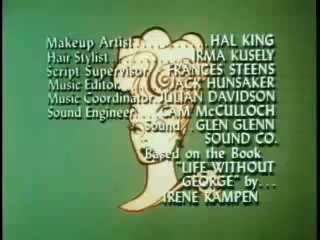 Makeup Artist . . . . . . . . HAL KING
Hair Stylist . . . . . . . . IRMA KUSELY
Script Supervisor . FRANCES STEENS
Music Editor . . . . . . JACK HUNSAKER
Music Coordinator. JULIAN DAVIDSON
Sound Engineer . . . CAM McCULLOCH
Sound . . GLEN GLENN
SOUND CO.
Based on the Book
"LIFE WITHOUT
GEORGE" by . . .
IRENE KAMPEN